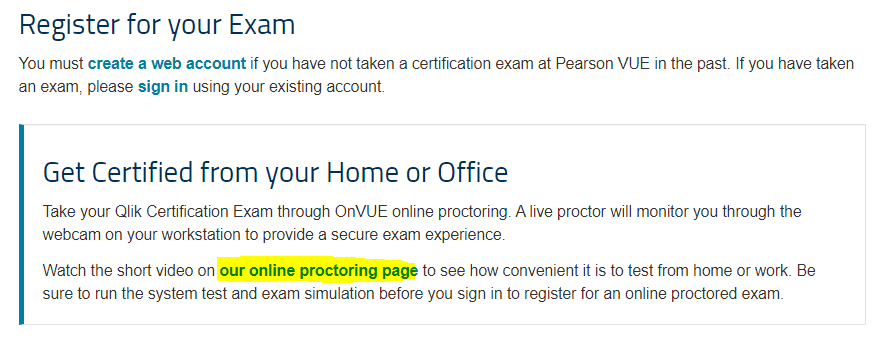 Register for your Exam
You must create a web account if you have not taken a certification exam at Pearson VUE in the past. If you have taken
an exam, please sign in using your existing account.
Get Certified from your Home or Office
Take your Qlik Certification Exam through OnVUE online proctoring. A live proctor will monitor you through the
webcam on your workstation to provide a secure exam experience.
Watch the short video on our online proctoring page to see how convenient it is to test from home or work. Be
sure to run the system test and exam simulation before you sign in to register for an online proctored exam.